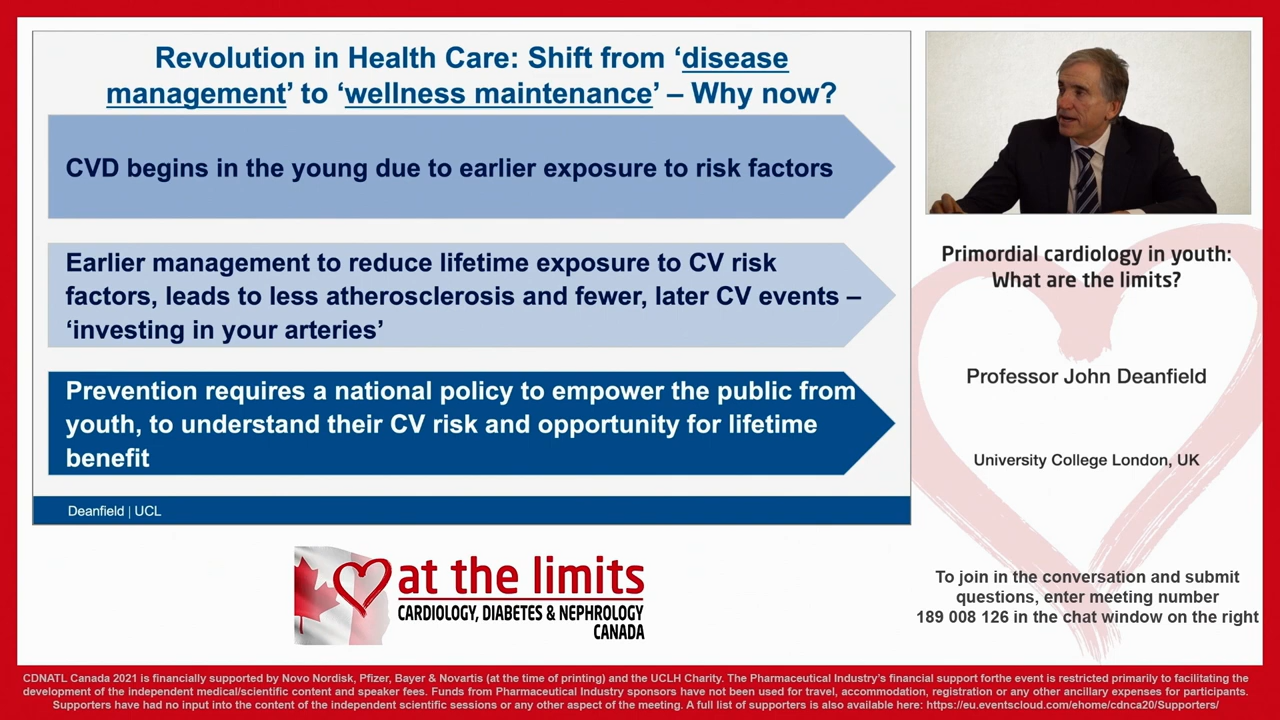 Revolution in Health Care: Shift from ‘disease
management’ to ‘wellness maintenance’ – Why now?
CVD begins in the young due to earlier exposure to risk factors
Earlier management to reduce lifetime exposure to CV risk
factors, leads to less atherosclerosis and fewer, later CV events –
‘investing in your arteries’
Prevention requires a national policy to empower the public from
youth, to understand their CV risk and opportunity for lifetime
benefit
Deanfield | UCL
Primordial cardiology in youth:
What are the limits?
Professor John Deanfield
University College London, UK
To join in the conversation and submit
questions, enter meeting number
189 008 126 in the chat window on the right
at the limits
CARDIOLOGY, DIABETES & NEPHROLOGY
CANADA
CDNATL Canada 2021 is financially supported by Novo Nordisk, Pfizer, Bayer & Novartis (at the time of printing) and the UCLH Charity. The Pharmaceutical Industry's financial support forthe event is restricted primarily to facilitating the
development of the independent medical/scientific content and speaker fees. Funds from Pharmaceutical Industry sponsors have not been used for travel, accommodation, registration or any other ancillary expenses for participants.
Supporters have had no input into the content of the independent scientific sessions or any other aspect of the meeting. A full list of supporters is also available here: https://eu.eventscloud.com/ehome/cdnca20/Supporters/